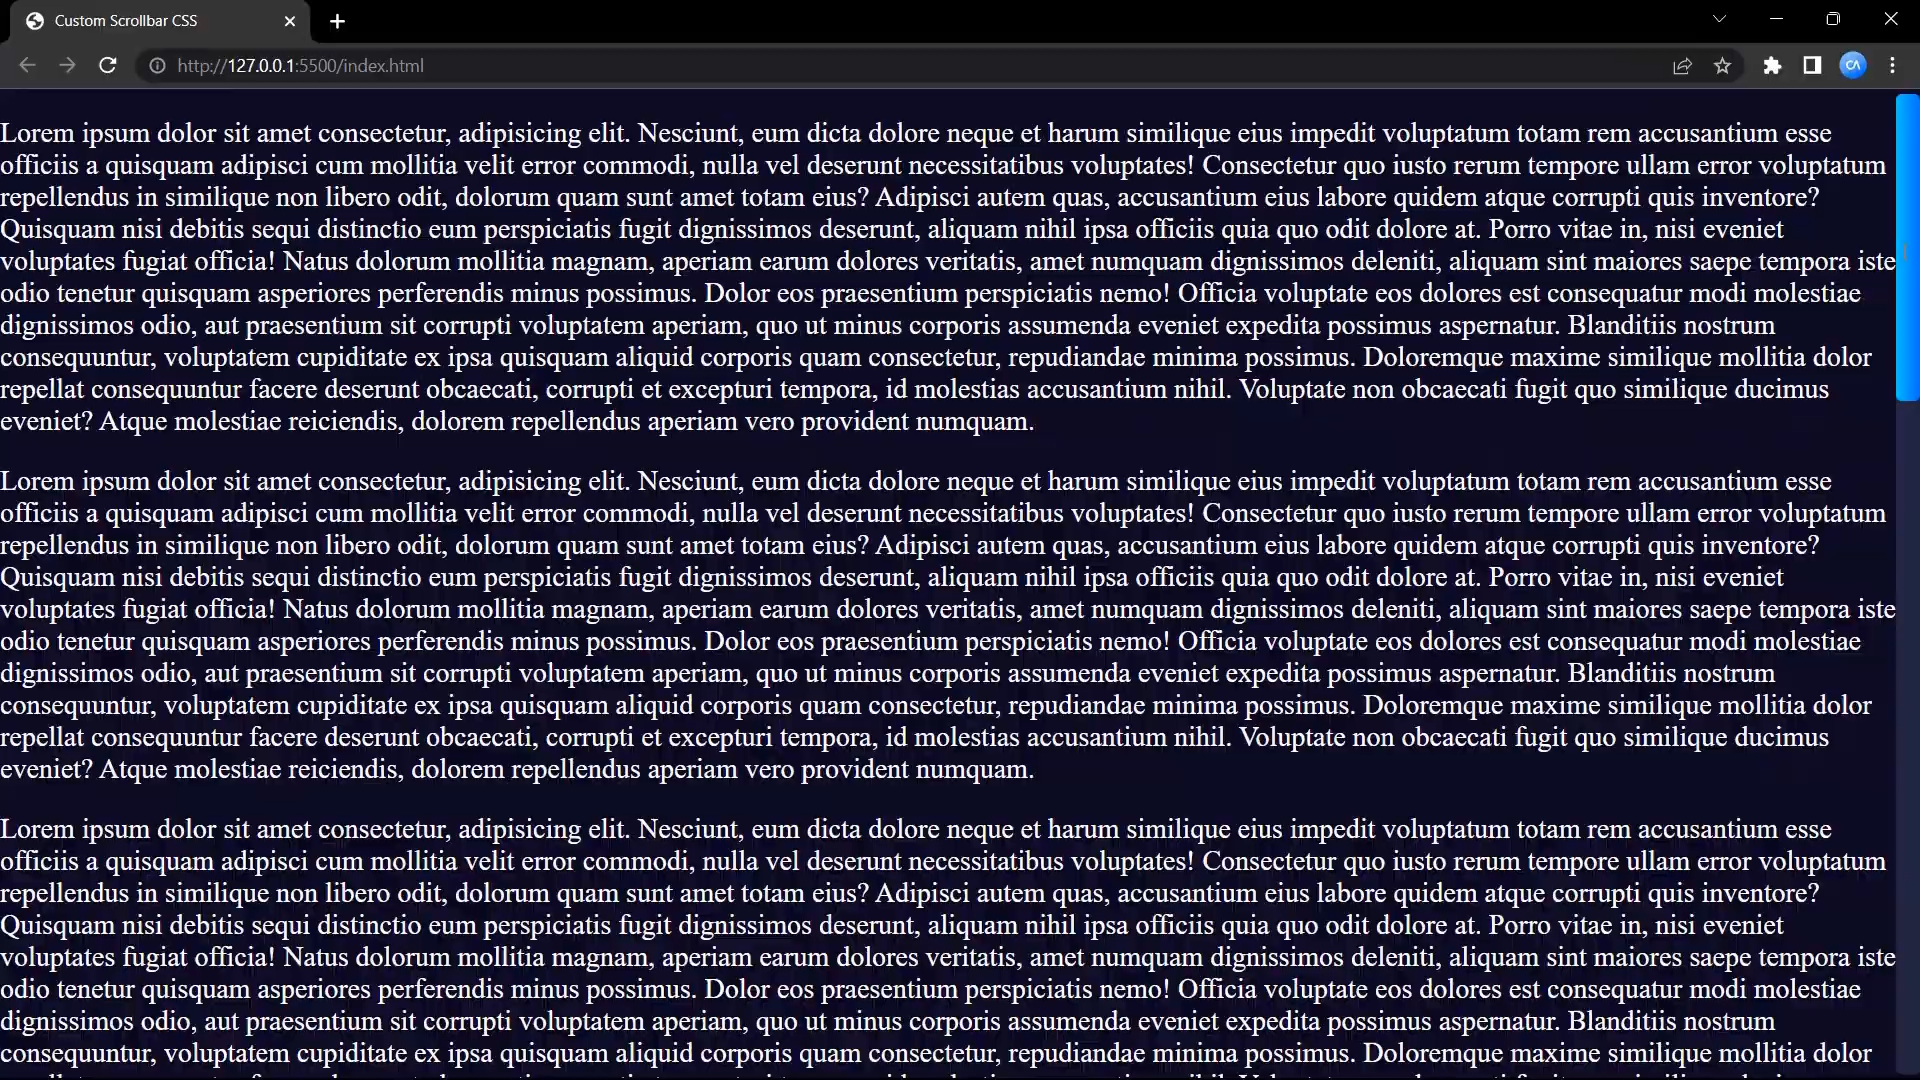 Custom Scrollbar CSS
http://127.0.0.1:5500/index.html
CA
Lorem ipsum dolor sit amet consectetur, adipisicing elit. Nesciunt, eum dicta dolore neque et harum similique eius impedit voluptatum totam rem accusantium esse
officiis a quisquam adipisci cum mollitia velit error commodi, nulla vel deserunt necessitatibus voluptates! Consectetur quo iusto rerum tempore ullam error voluptatum
repellendus in similique non libero odit, dolorum quam sunt amet totam eius? Adipisci autem quas, accusantium eius labore quidem atque corrupti quis inventore?
Quisquam nisi debitis sequi distinctio eum perspiciatis fugit dignissimos deserunt, aliquam nihil ipsa officiis quia quo odit dolore at. Porro vitae in, nisi eveniet
voluptates fugiat officia! Natus dolorum mollitia magnam, aperiam earum dolores veritatis, amet numquam dignissimos deleniti, aliquam sint maiores saepe tempora iste
odio tenetur quisquam asperiores perferendis minus possimus. Dolor eos praesentium perspiciatis nemo! Officia voluptate eos dolores est consequatur modi molestiae
dignissimos odio, aut praesentium sit corrupti voluptatem aperiam, quo ut minus corporis assumenda eveniet expedita possimus aspernatur. Blanditiis nostrum
consequuntur, voluptatem cupiditate ex ipsa quisquam aliquid corporis quam consectetur, repudiandae minima possimus. Doloremque maxime similique mollitia dolor
repellat consequuntur facere deserunt obcaecati, corrupti et excepturi tempora, id molestias accusantium nihil. Voluptate non obcaecati fugit quo similique ducimus
eveniet? Atque molestiae reiciendis, dolorem repellendus aperiam vero provident numquam.
Lorem ipsum dolor sit amet consectetur, adipisicing elit. Nesciunt, eum dicta dolore neque et harum similique eius impedit voluptatum totam rem accusantium esse
officiis a quisquam adipisci cum mollitia velit error commodi, nulla vel deserunt necessitatibus voluptates! Consectetur quo iusto rerum tempore ullam error voluptatum
repellendus in similique non libero odit, dolorum quam sunt amet totam eius? Adipisci autem quas, accusantium eius labore quidem atque corrupti quis inventore?
Quisquam nisi debitis sequi distinctio eum perspiciatis fugit dignissimos deserunt, aliquam nihil ipsa officiis quia quo odit dolore at. Porro vitae in, nisi eveniet
voluptates fugiat officia! Natus dolorum mollitia magnam, aperiam earum dolores veritatis, amet numquam dignissimos deleniti, aliquam sint maiores saepe tempora iste
odio tenetur quisquam asperiores perferendis minus possimus. Dolor eos praesentium perspiciatis nemo! Officia voluptate eos dolores est consequatur modi molestiae
dignissimos odio, aut praesentium sit corrupti voluptatem aperiam, quo ut minus corporis assumenda eveniet expedita possimus aspernatur. Blanditiis nostrum
consequuntur, voluptatem cupiditate ex ipsa quisquam aliquid corporis quam consectetur, repudiandae minima possimus. Doloremque maxime similique mollitia dolor
repellat consequuntur facere deserunt obcaecati, corrupti et excepturi tempora, id molestias accusantium nihil. Voluptate non obcaecati fugit quo similique ducimus
eveniet? Atque molestiae reiciendis, dolorem repellendus aperiam vero provident numquam.
Lorem ipsum dolor sit amet consectetur, adipisicing elit. Nesciunt, eum dicta dolore neque et harum similique eius impedit voluptatum totam rem accusantium esse
officiis a quisquam adipisci cum mollitia velit error commodi, nulla vel deserunt necessitatibus voluptates! Consectetur quo iusto rerum tempore ullam error voluptatum
repellendus in similique non libero odit, dolorum quam sunt amet totam eius? Adipisci autem quas, accusantium eius labore quidem atque corrupti quis inventore?
Quisquam nisi debitis sequi distinctio eum perspiciatis fugit dignissimos deserunt, aliquam nihil ipsa officiis quia quo odit dolore at. Porro vitae in, nisi eveniet
voluptates fugiat officia! Natus dolorum mollitia magnam, aperiam earum dolores veritatis, amet numquam dignissimos deleniti, aliquam sint maiores saepe tempora iste
odio tenetur quisquam asperiores perferendis minus possimus. Dolor eos praesentium perspiciatis nemo! Officia voluptate eos dolores est consequatur modi molestiae
dignissimos odio, aut praesentium sit corrupti voluptatem aperiam, quo ut minus corporis assumenda eveniet expedita possimus aspernatur. Blanditiis nostrum
consequuntur, voluptatem cupiditate ex ipsa quisquam aliquid corporis quam consectetur, repudiandae minima possimus. Doloremque maxime similique mollitia dolor